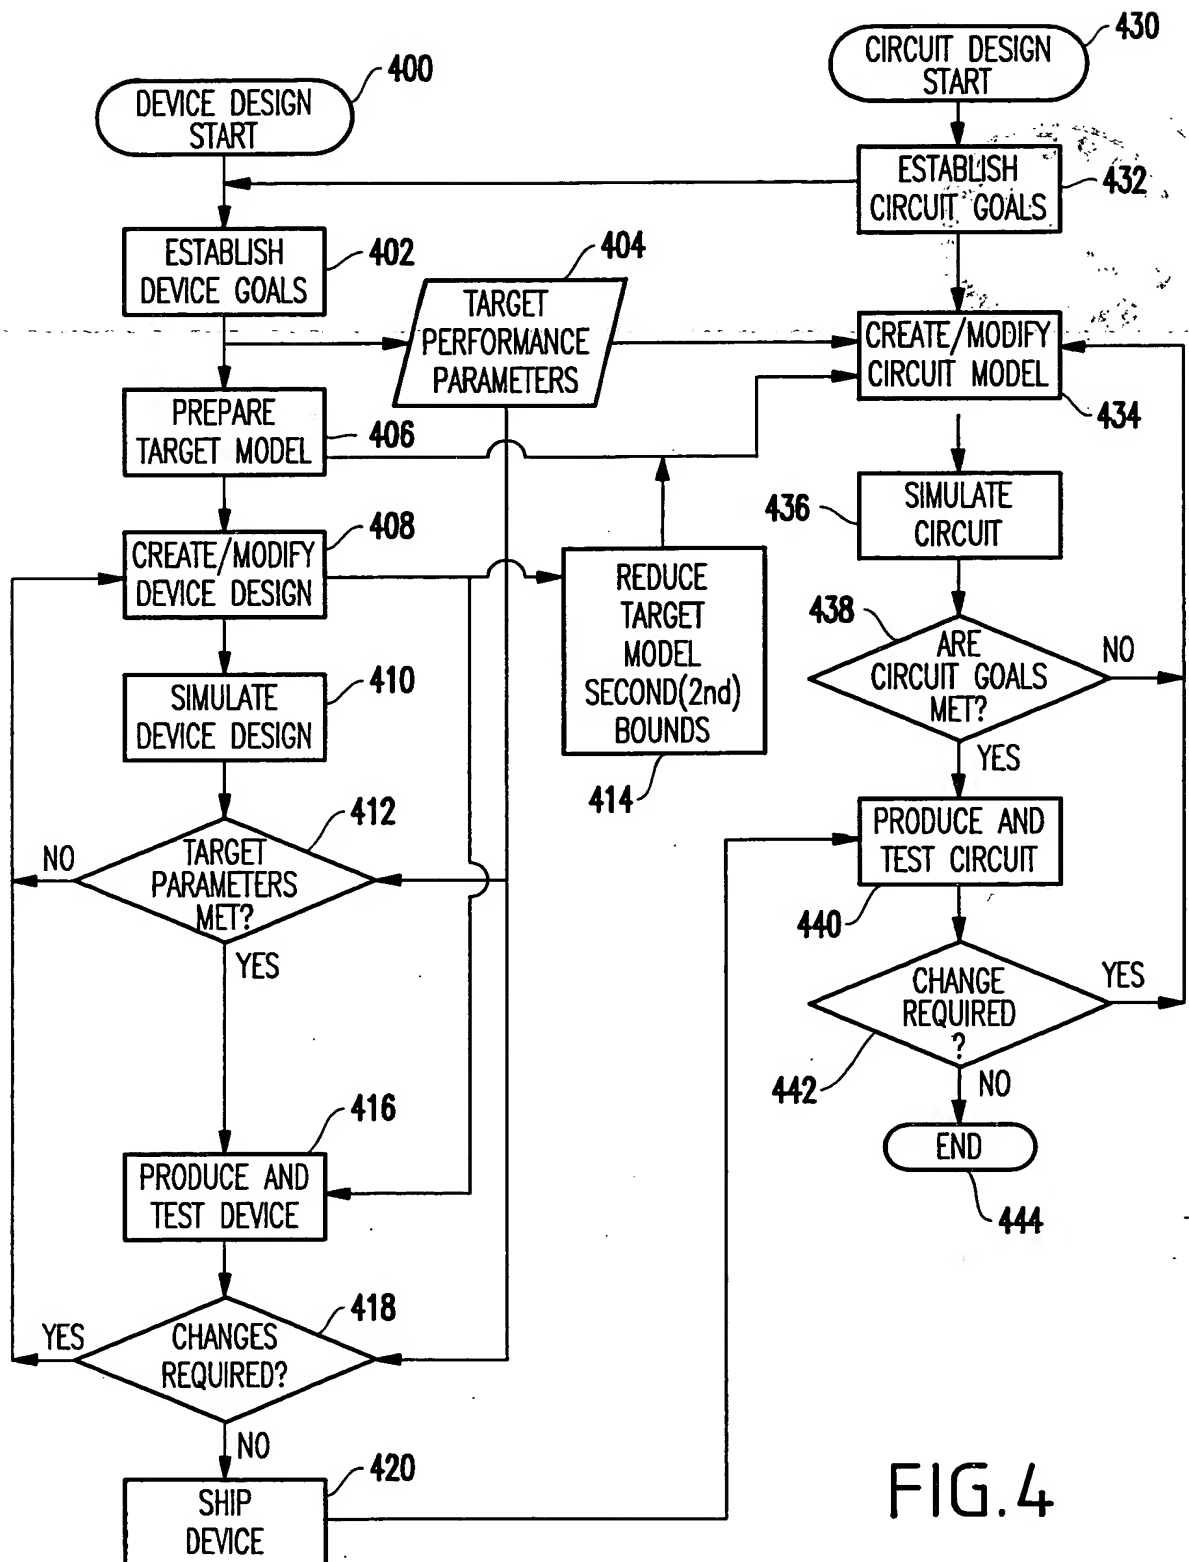 400
DEVICE DESIGN
START
ESTABLISH
DEVICE GOALS
402
404
TARGET
PERFORMANCE
PARAMETERS
PREPARE
TARGET MODEL
406
408
CREATE/MODIFY
DEVICE DESIGN
SIMULATE
DEVICE DESIGN
410
REDUCE
TARGET
MODEL
SECOND(2nd)
BOUNDS
414
412
TARGET
PARAMETERS
MET?
NO
YES
416
PRODUCE AND
TEST DEVICE
418
CHANGES
REQUIRED?
YES
NO
420
SHIP
DEVICE
430
CIRCUIT DESIGN
START
ESTABLISH
CIRCUIT GOALS
432
CREATE/MODIFY
CIRCUIT MODEL
434
436
SIMULATE
CIRCUIT
438
ARE
CIRCUIT GOALS
MET?
NO
YES
PRODUCE AND
TEST CIRCUIT
440
CHANGE
REQUIRED
?
YES
442
NO
END
444
FIG.4